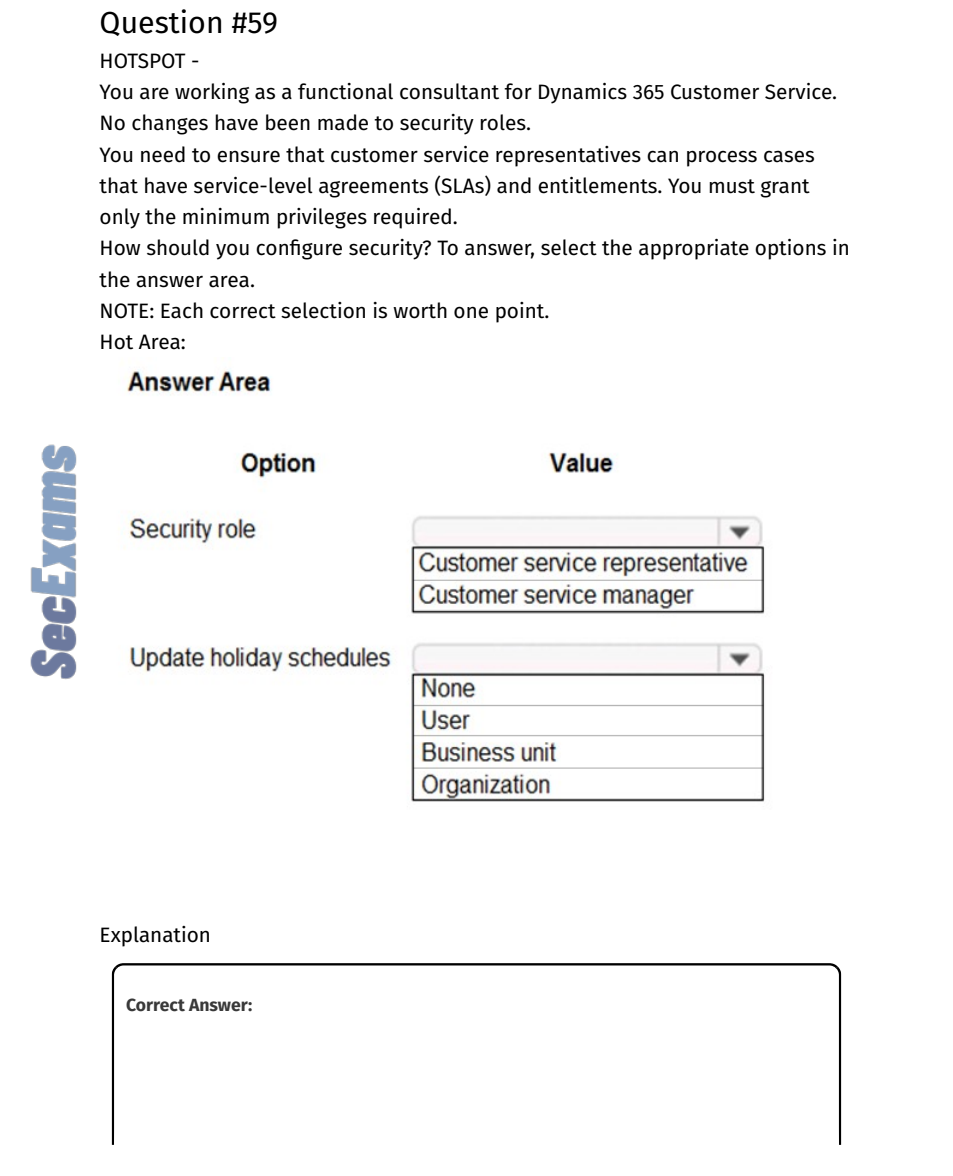 Question #59
HOTSPOT -
You are working as a functional consultant for Dynamics 365 Customer Service.
No changes have been made to security roles.
You need to ensure that customer service representatives can process cases
that have service-level agreements (SLAs) and entitlements. You must grant
only the minimum privileges required.
How should you configure security? To answer, select the appropriate options in
the answer area.
NOTE: Each correct selection is worth one point.
Hot Area:
Answer Area
Option Value
Security role
Customer service representative
Customer service manager
Update holiday schedules
None
User
Business unit
Organization
SecExams
Explanation
Correct Answer: